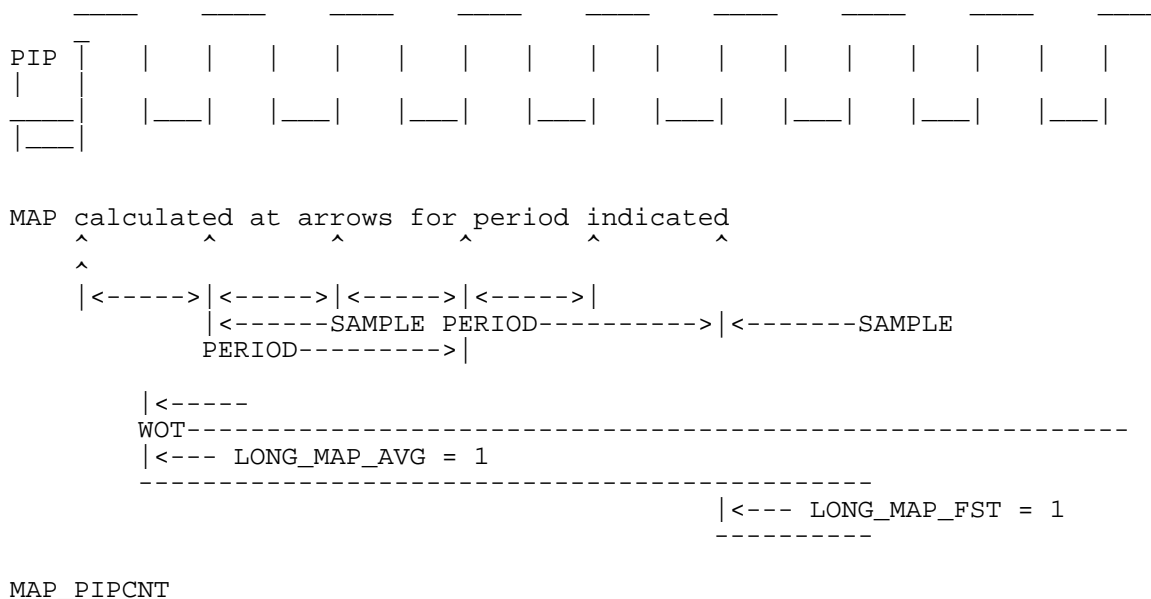 PIP
MAP calculated at arrows for period indicated
|<----->|<----->|<----->|<----->|
|<------SAMPLE PERIOD---------->|<-------SAMPLE
PERIOD--------->|
|<-----
WOT-----------------------------------------------------------
|<--- LONG_MAP_AVG = 1
----------------------------------------------
|<--- LONG_MAP_FST = 1
----------
MAP PIPCNT